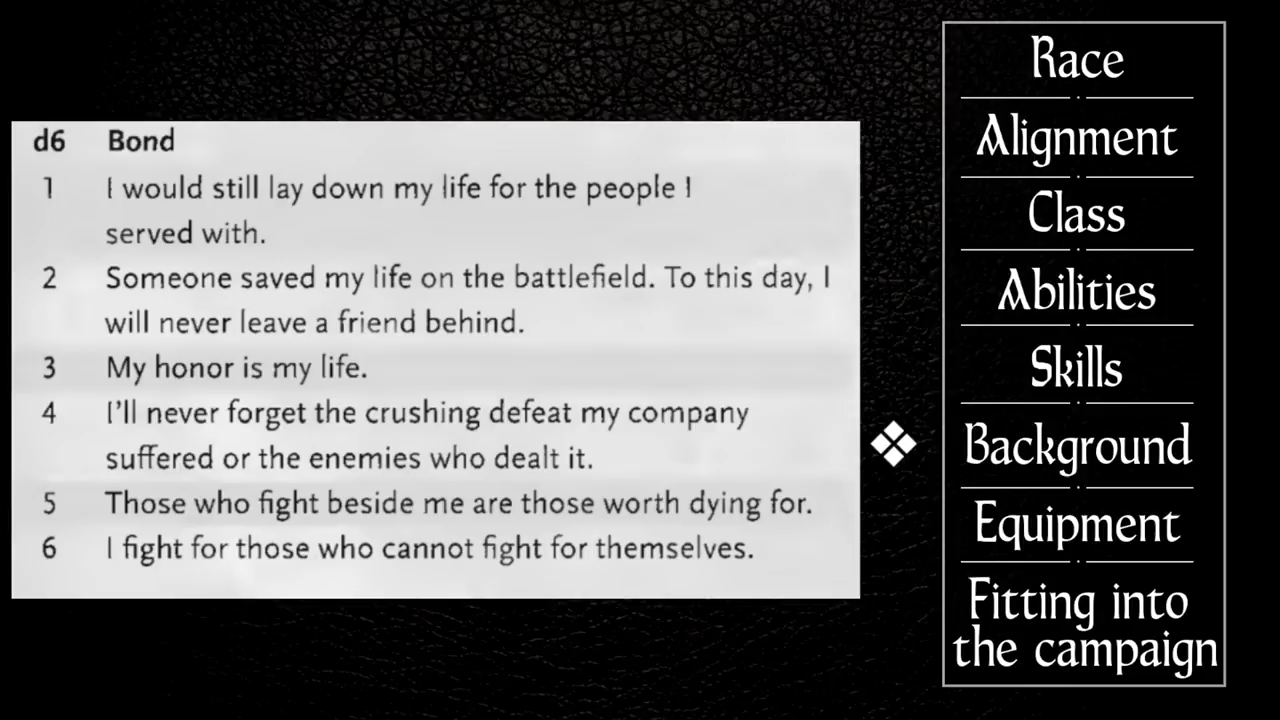 d6 Bond
1 I would still lay down my life for the people I
served with.
2 Someone saved my life on the battlefield. To this day, I
will never leave a friend behind.
3 My honor is my life.
4 I'll never forget the crushing defeat my company
suffered or the enemies who dealt it.
5 Those who fight beside me are those worth dying for.
6 I fight for those who cannot fight for themselves.
Race
Alignment
Class
Abilities
Skills
Background
Equipment
Fitting into
the campaign